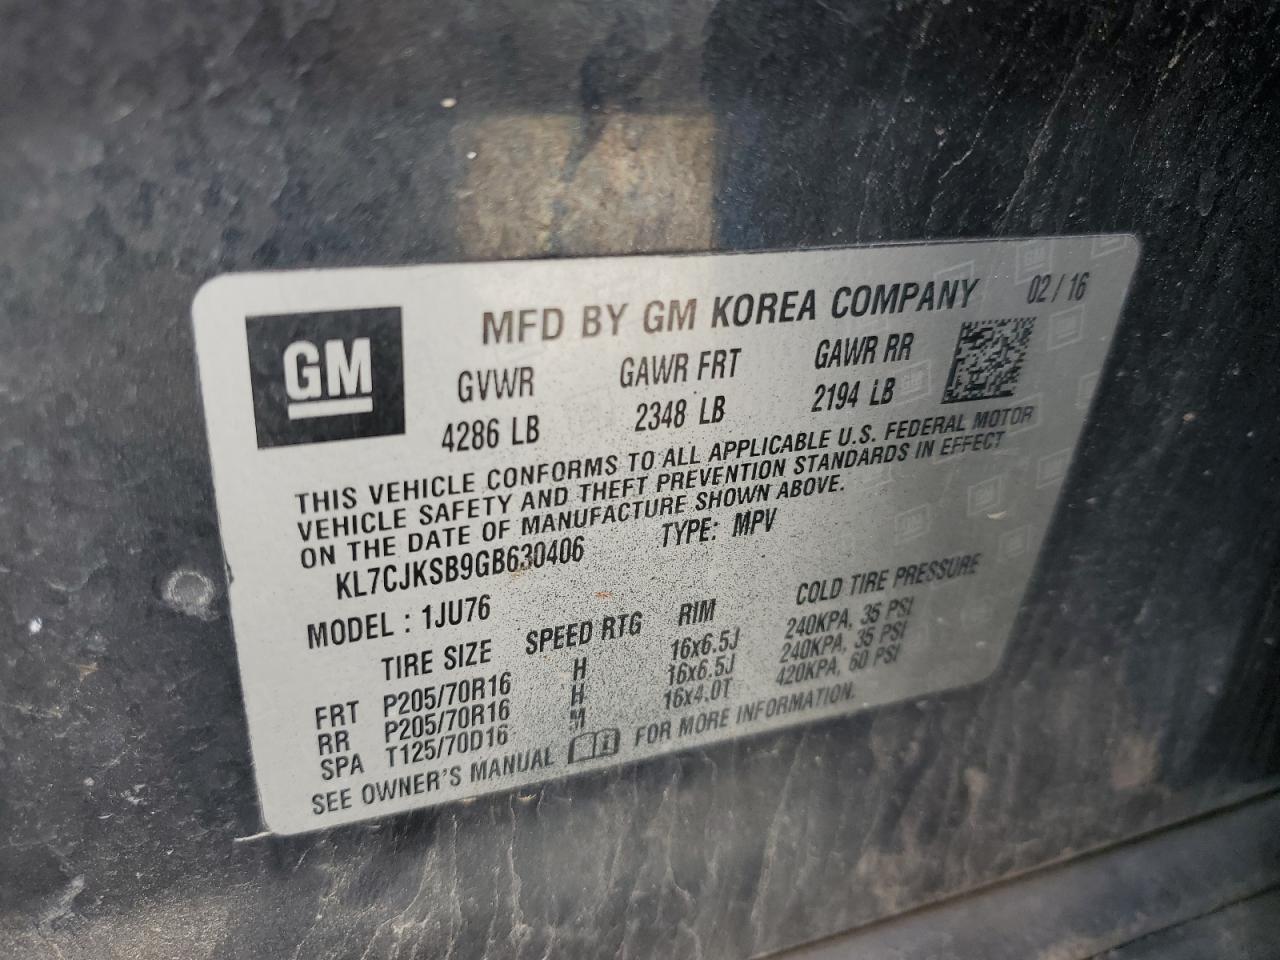 GM
MFD BY GM KOREA COMPANY 02/16
GVWR GAWR FRT GAWR RR
4286 LB 2348 LB 2194 LB
THIS VEHICLE CONFORMS TO ALL APPLICABLE U.S. FEDERAL MOTOR
VEHICLE SAFETY AND THEFT PREVENTION STANDARDS IN EFFECT
ON THE DATE OF MANUFACTURE SHOWN ABOVE.
KL7CJKSB9GB630406 TYPE: MPV
MODEL : 1JU76
TIRE SIZE SPEED RTG RIM COLD TIRE PRESSURE
FRT P205/70R16 H 16x6.5J 240KPA, 35 PSI
RR P205/70R16 H 16x6.5J 240KPA, 35 PSI
SPA T125/70D16 M 16x4.0T 420KPA, 60 PSI
SEE OWNER'S MANUAL FOR MORE INFORMATION.